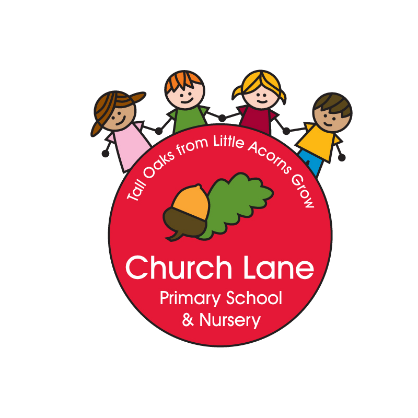 Tall Oaks from Little Acorns Grow
Church Lane
Primary School
& Nursery